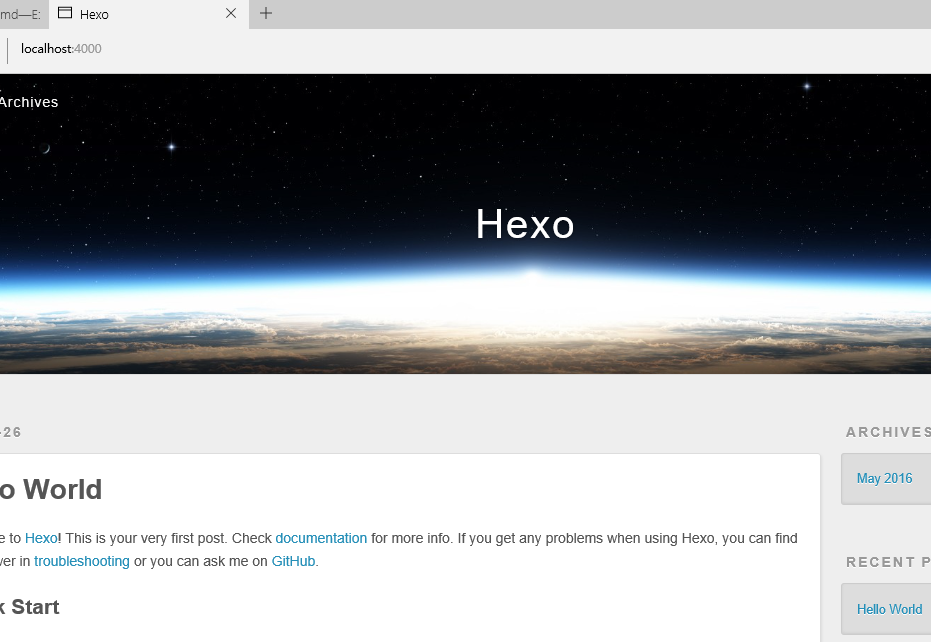 md—E:
Hexo
localhost:4000
Archives
Hexo
-26
ARCHIVES
o World
May 2016
e to Hexo! This is your very first post. Check documentation for more info. If you get any problems when using Hexo, you can find
ver in troubleshooting or you can ask me on GitHub.
RECENT P
k Start
Hello World